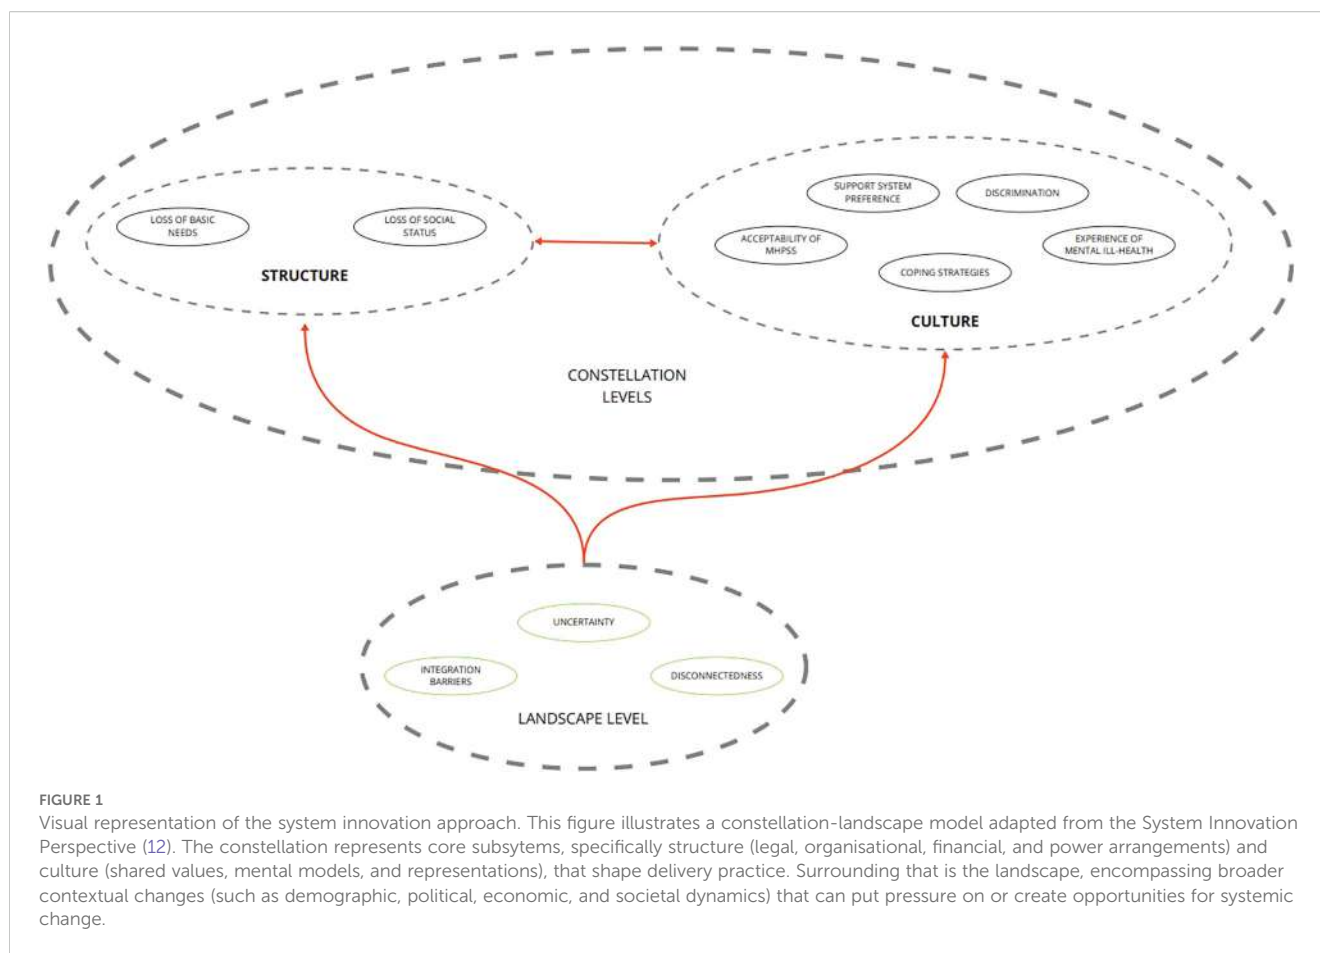 SUPPORT SYSTEM
PREFERENCE
DISCRIMINATION
LOSS OF BASIC
NEEDS
LOSS OF SOCIAL
STATUS
ACCEPTABILITY OF
MHPSS
EXPERIENCE OF
MENTAL ILL-HEALTH
COPING STRATEGIES
STRUCTURE
CULTURE
CONSTELLATION
LEVELS
UNCERTAINTY
INTEGRATION
BARRIERS
DISCONNECTEDNESS
LANDSCAPE LEVEL
FIGURE 1
Visual representation of the system innovation approach. This figure illustrates a constellation-landscape model adapted from the System Innovation
Perspective (12). The constellation represents core subsytems, specifically structure (legal, organisational, financial, and power arrangements) and
culture (shared values, mental models, and representations), that shape delivery practice. Surrounding that is the landscape, encompassing broader
contextual changes (such as demographic, political, economic, and societal dynamics) that can put pressure on or create opportunities for systemic
change.